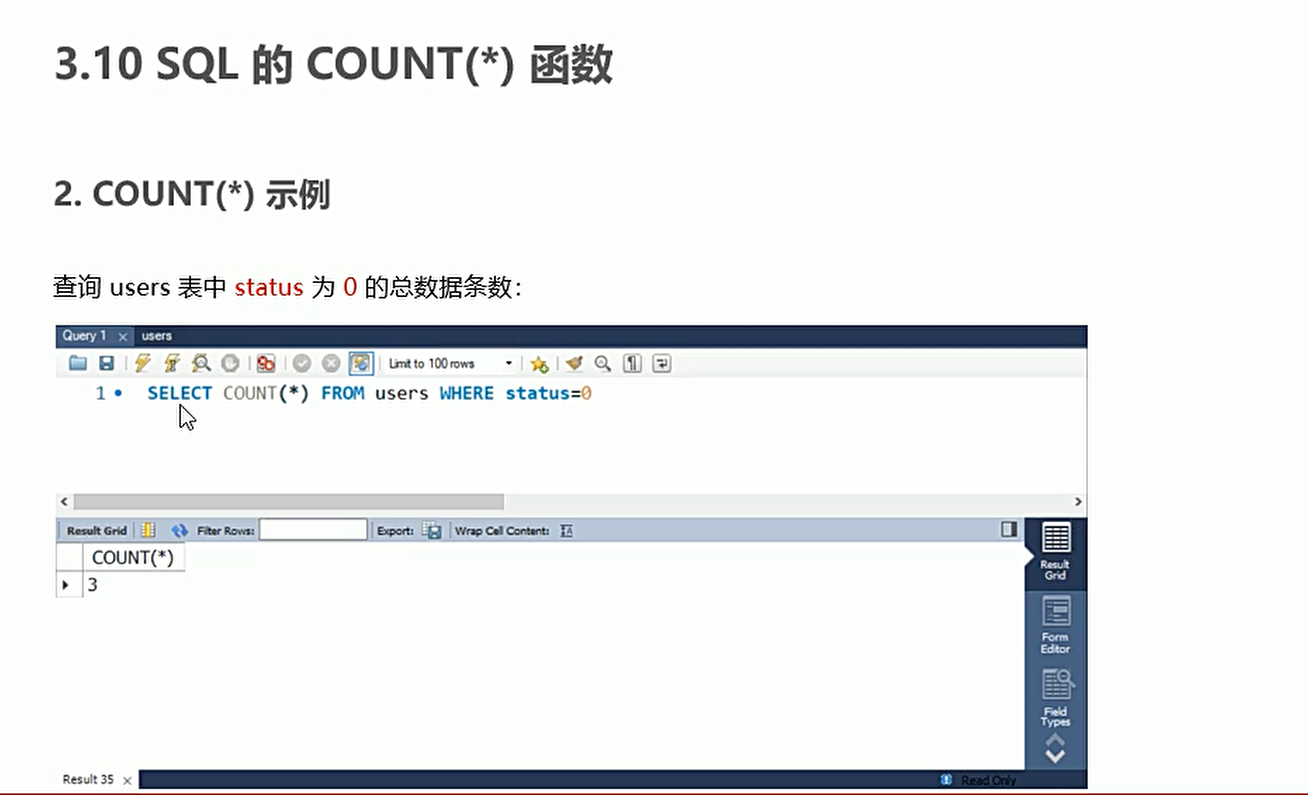 3.10 SQL 的 COUNT(*) 函数
2. COUNT(*) 示例
查询 users 表中 status 为 0 的总数据条数：
Query 1 users
Limit to 100 rows
1 SELECT COUNT(*) FROM users WHERE status=0
Result Grid Filter Rows: Export: Wrap Cell Content:
COUNT(*)
3
Result
Grid
Form
Editor
Field
Types
Result 35
Read Only